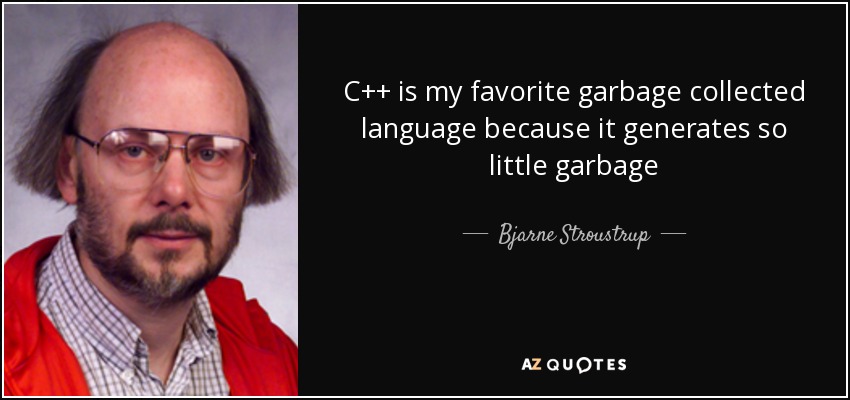 C++ is my favorite garbage collected
language because it generates so
little garbage
Bjarne Stroustrup
AZ QUOTES